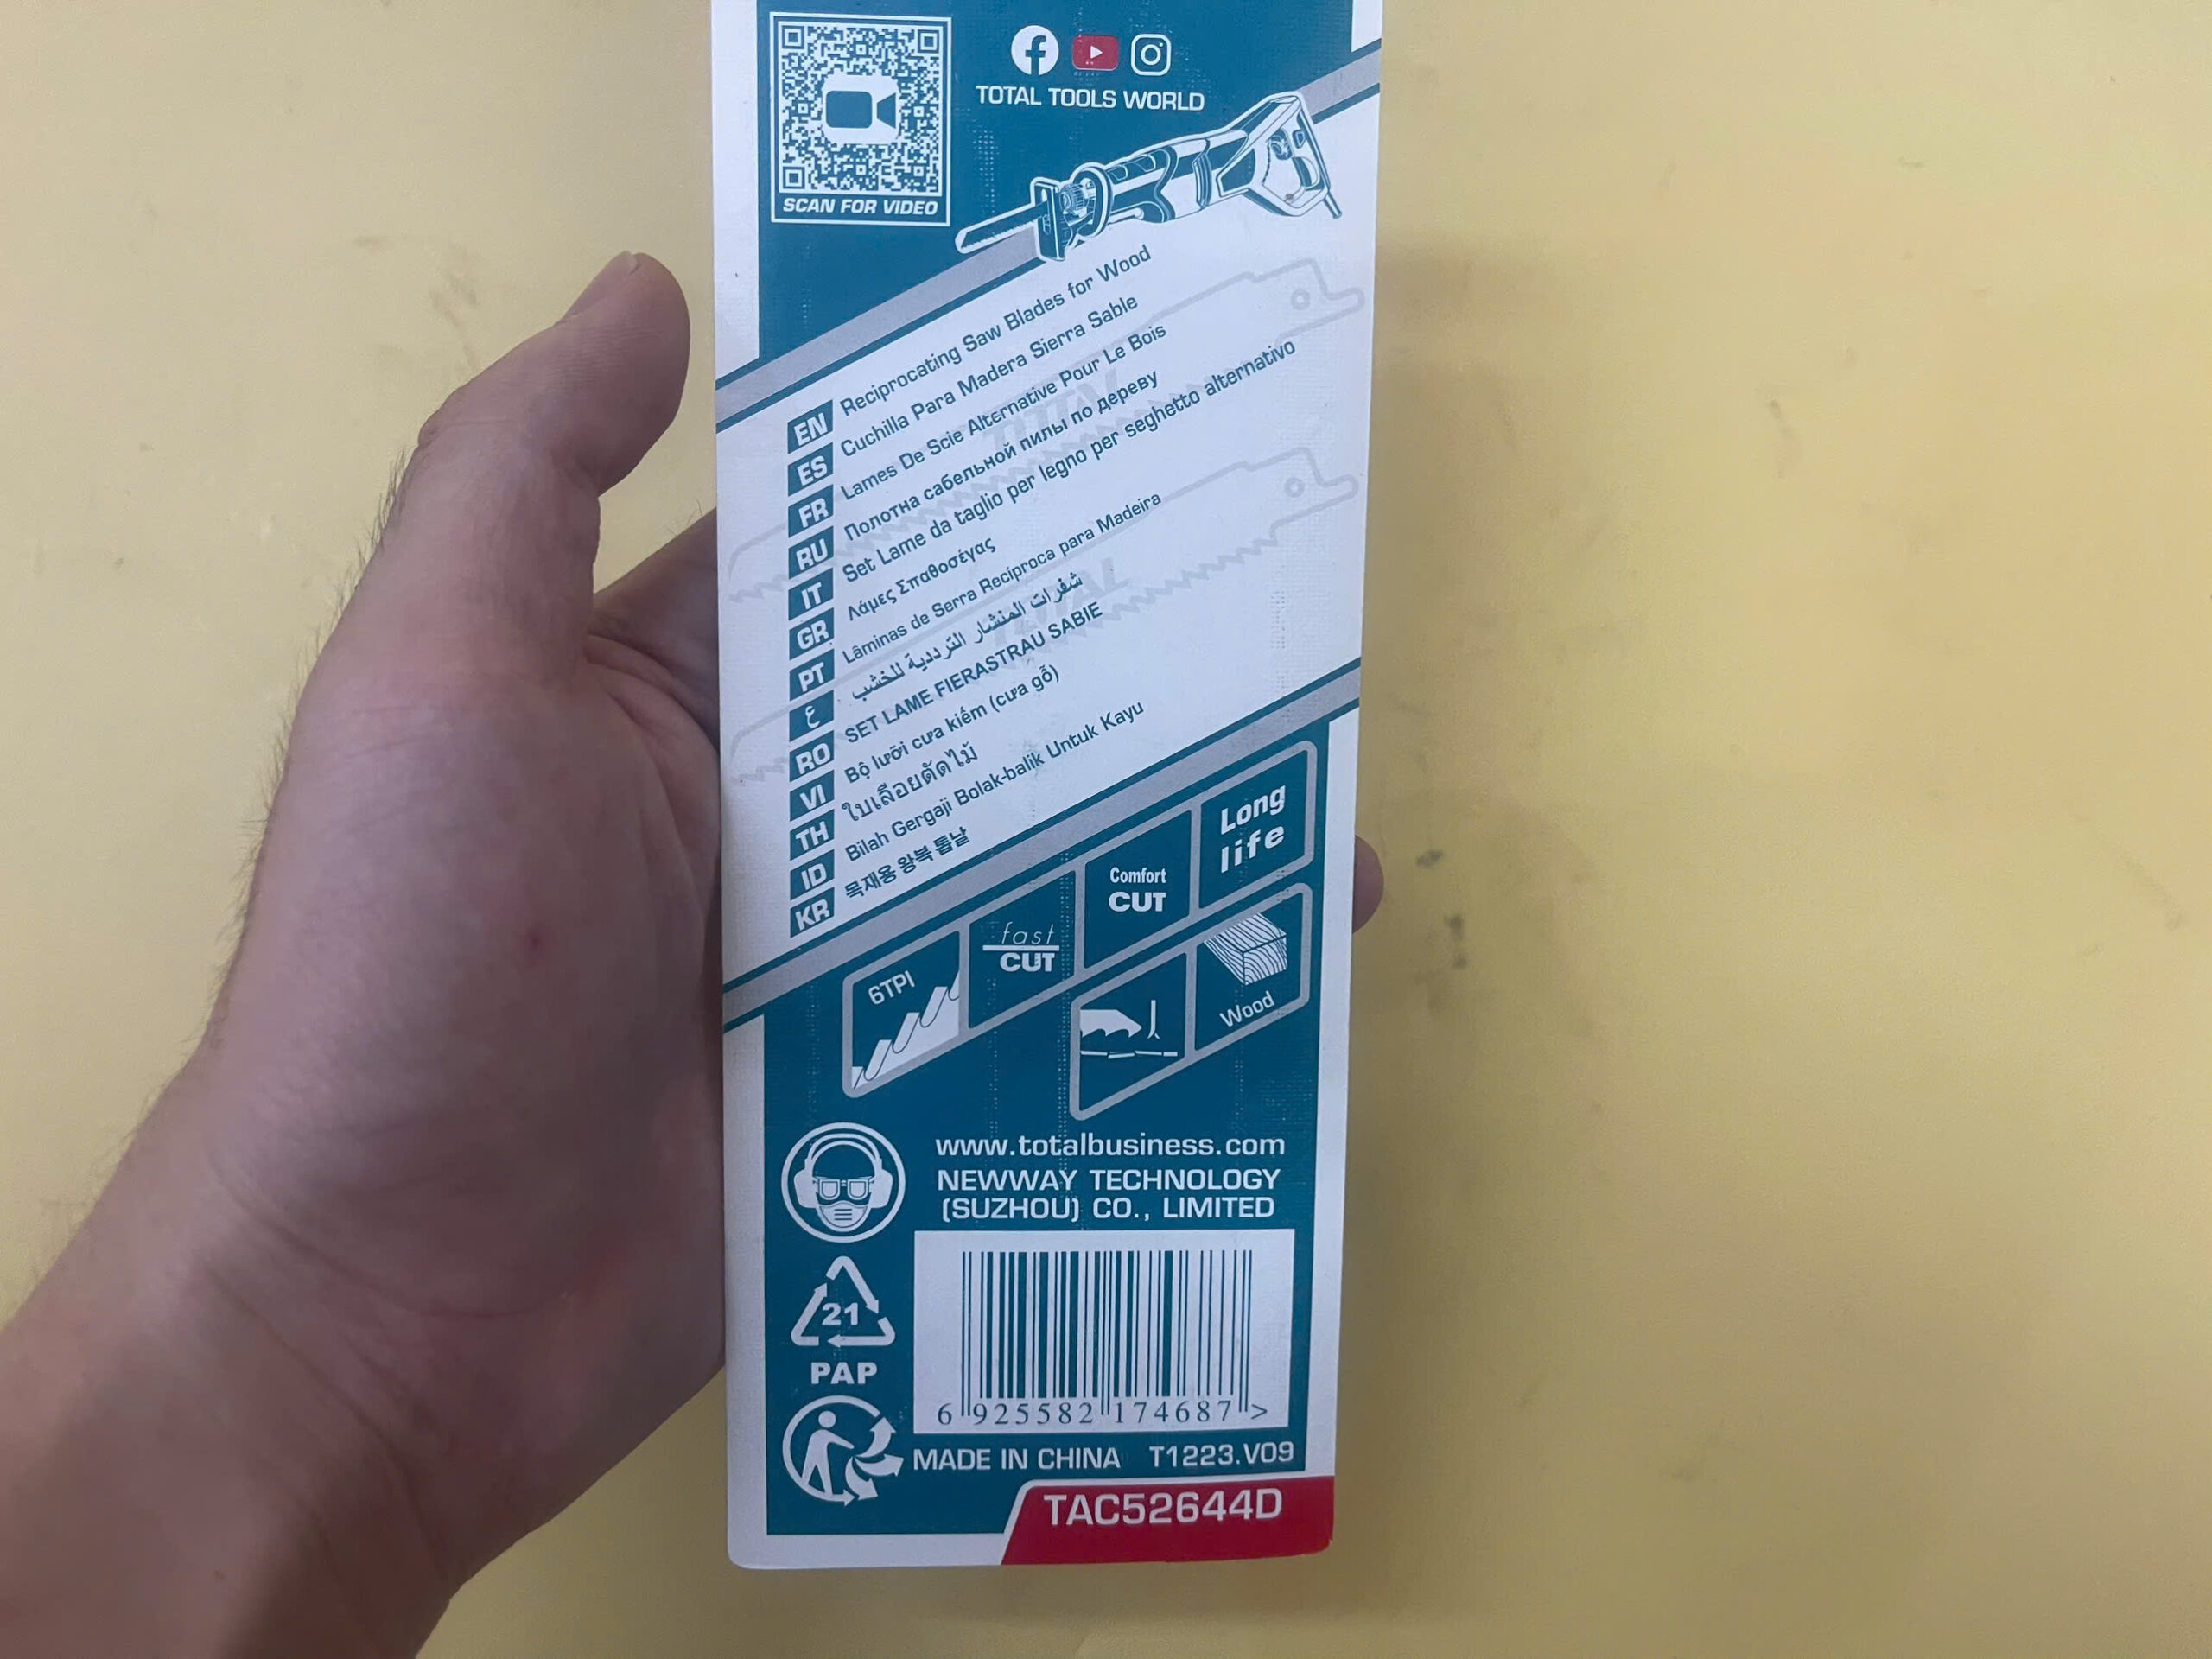 SCAN FOR VIDEO
TOTAL TOOLS WORLD
EN Reciprocating Saw Blades for Wood
ES Cuchilla Para Madera Sierra Sable
FR Lames De Scie Alternative Pour Le Bois
RU Полотна сабельной пилы по дереву
IT Set Lame da taglio per legno per seghetto alternativo
GR Λάμες Σπαθοσέγας
PT Lâminas de Serra Recíproca para Madeira
ع شفرات المنشار الترددية للخشب
RO SET LAME FIERASTRAU SABIE
VI Bộ lưỡi cưa kiếm (cưa gỗ)
TH ใบเลื่อยตัดไม้
ID Bilah Gergaji Bolak-balik Untuk Kayu
KR 목재용 왕복 톱날
TOTAL
TOTAL
6TPI
fast
CUT
Comfort
CUT
Long
life
Wood
www.totalbusiness.com
NEWWAY TECHNOLOGY
(SUZHOU) CO., LIMITED
21
PAP
6 925582 174687 >
MADE IN CHINA T1223.V09
TAC52644D